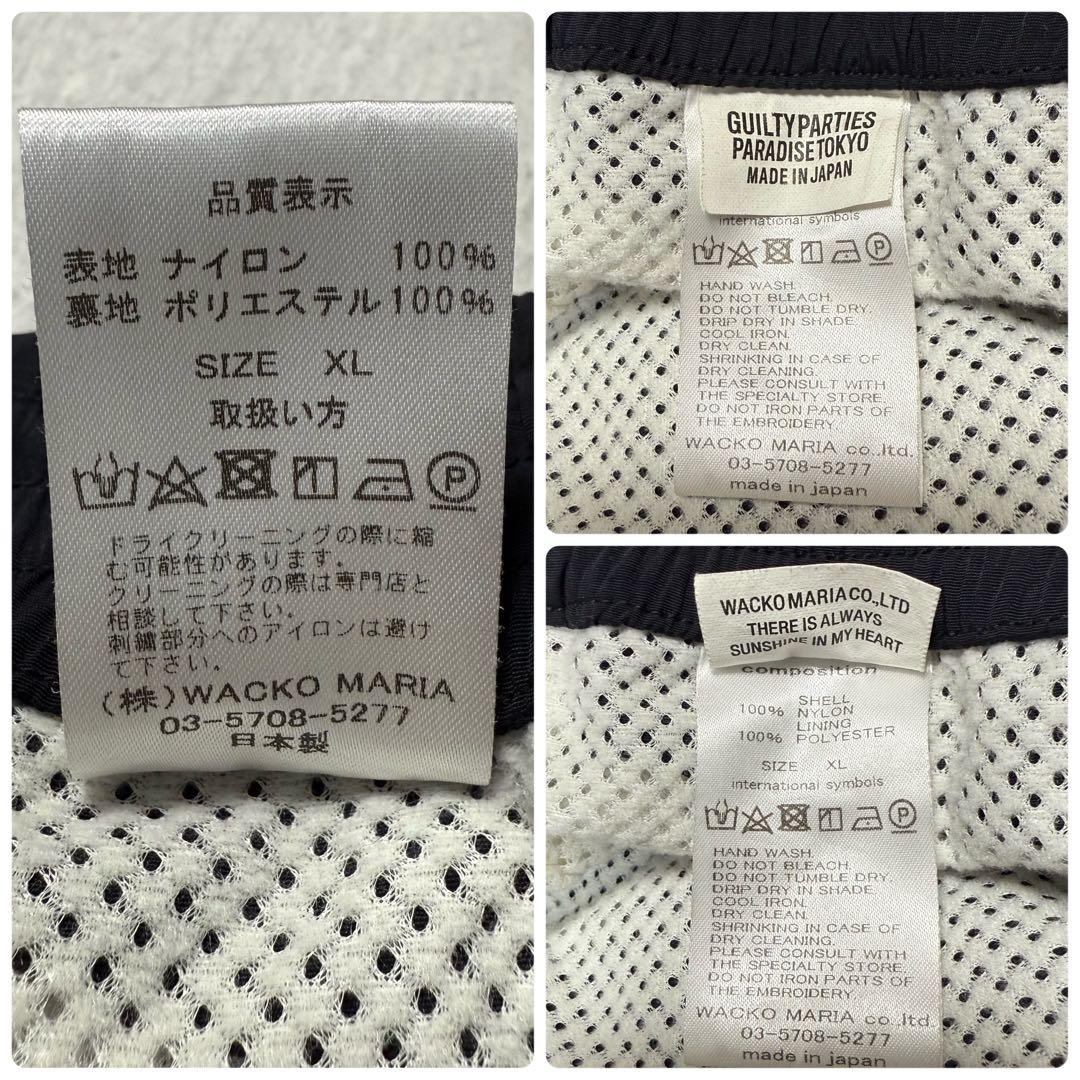 品質表示
表地 ナイロン 100%
裏地 ポリエステル 100%
SIZE XL
取扱い方
P
ドライクリーニングの際に縮
む可能性があります。
クリーニングの際は専門店と
相談して下さい。
刺繍部分へのアイロンは避け
て下さい。
(株)WACKO MARIA
03-5708-5277
日本製
GUILTYPARTIES
PARADISETOKYO
MADE IN JAPAN
international symbols
P
HAND WASH.
DO NOT BLEACH.
DO NOT TUMBLE DRY.
DRIP DRY IN SHADE.
COOL IRON.
DRY CLEAN.
SHRINKING IN CASE OF
DRY CLEANING.
PLEASE CONSULT WITH
THE SPECIALTY STORE.
DO NOT IRON PARTS OF
THE EMBROIDERY.
WACKO MARIA co.,ltd.
03-5708-5277
made in japan
WACKO MARIA CO.,LTD
THERE IS ALWAYS
SUNSHINE IN MY HEART
composition
SHELL
100% NYLON
LINING
100% POLYESTER
SIZE XL
international symbols
P
HAND WASH.
DO NOT BLEACH.
DO NOT TUMBLE DRY.
DRIP DRY IN SHADE.
COOL IRON.
DRY CLEAN.
SHRINKING IN CASE OF
DRY CLEANING.
PLEASE CONSULT WITH
THE SPECIALTY STORE.
DO NOT IRON PARTS OF
THE EMBROIDERY.
WACKO MARIA co.,ltd.
03-5708-5277
made in japan